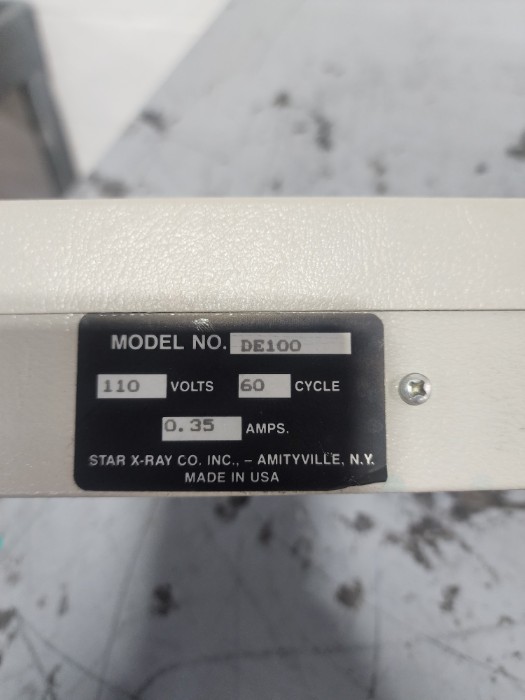 MODEL NO. DE100
110 VOLTS 60 CYCLE
0.35 AMPS.
STAR X-RAY CO. INC., – AMITYVILLE, N.Y.
MADE IN USA